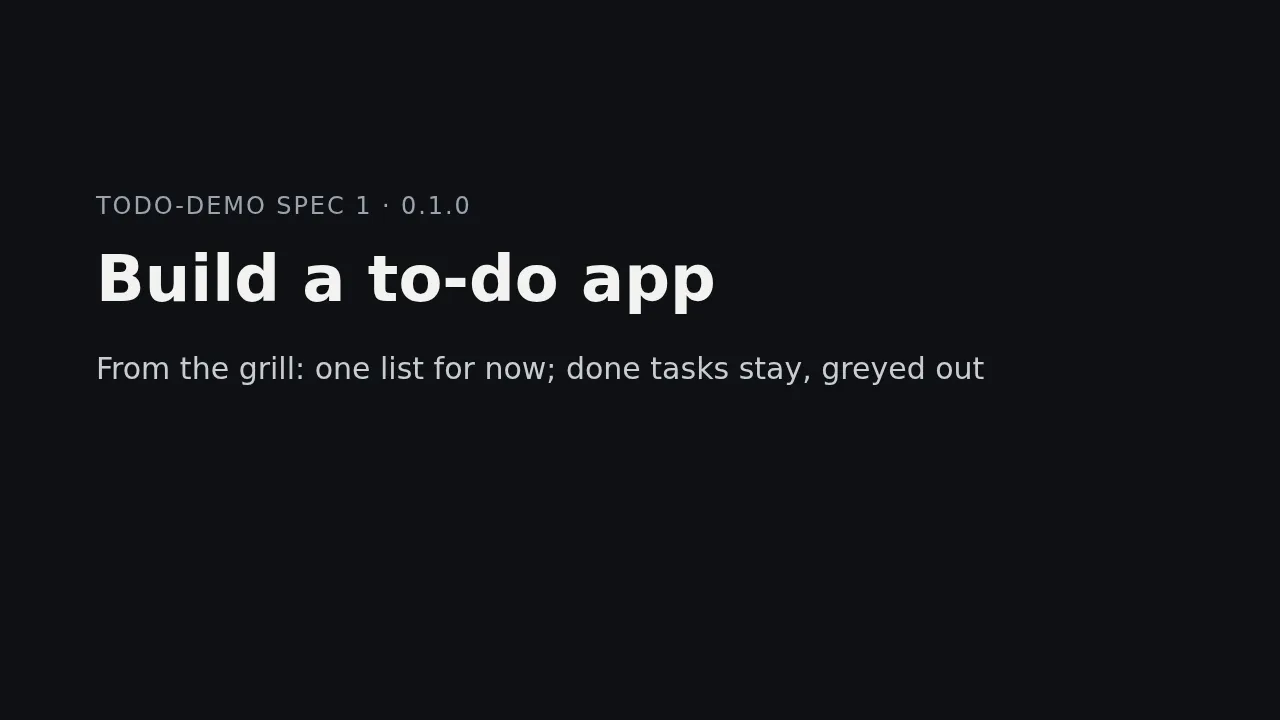 TODO-DEMO SPEC 1 · 0.1.0
Build a to-do app
From the grill: one list for now; done tasks stay, greyed out